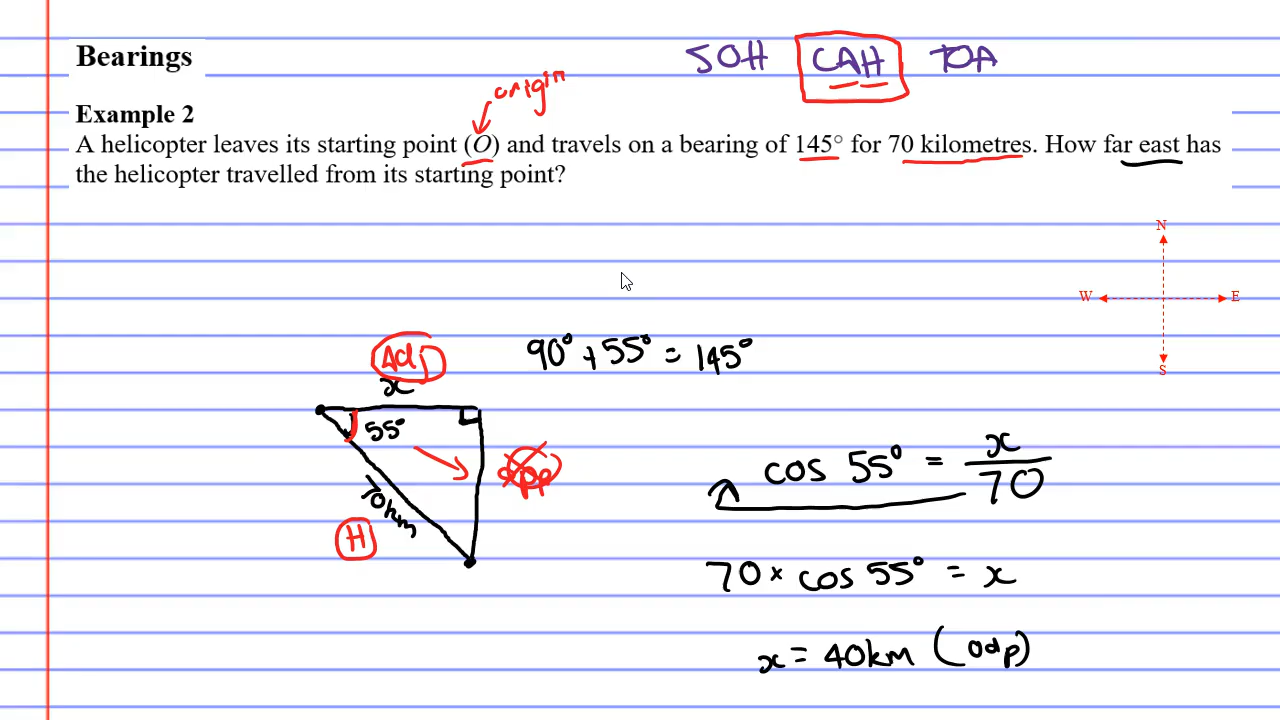 Bearings
SOH CAH TOA
origin
Example 2
A helicopter leaves its starting point (O) and travels on a bearing of 145° for 70 kilometres. How far east has
the helicopter travelled from its starting point?
N
W E
S
Adj
90° + 55° = 145°
x
55°
opp
70km
H
cos 55° = x/70
70 × cos 55° = x
x = 40km (0dp)